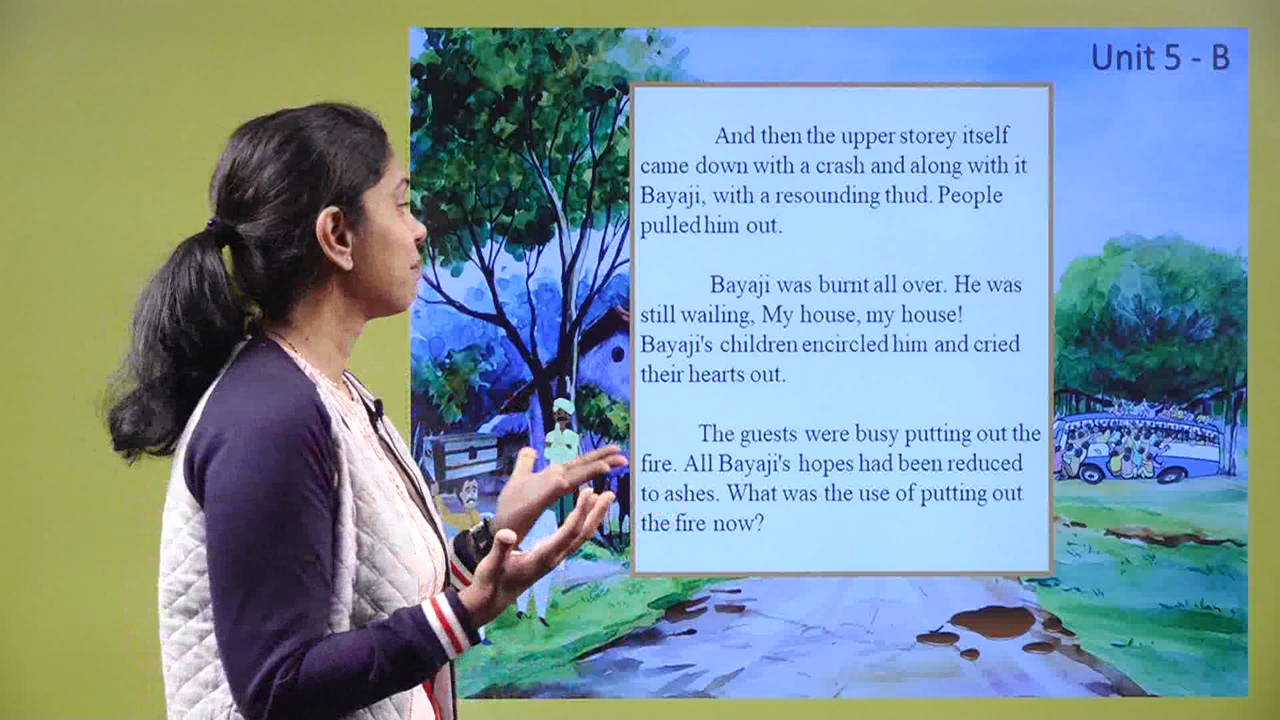 Unit 5 - B
And then the upper storey itself
came down with a crash and along with it
Bayaji, with a resounding thud. People
pulled him out.
Bayaji was burnt all over. He was
still wailing, My house, my house!
Bayaji's children encircled him and cried
their hearts out.
The guests were busy putting out the
fire. All Bayaji's hopes had been reduced
to ashes. What was the use of putting out
the fire now?